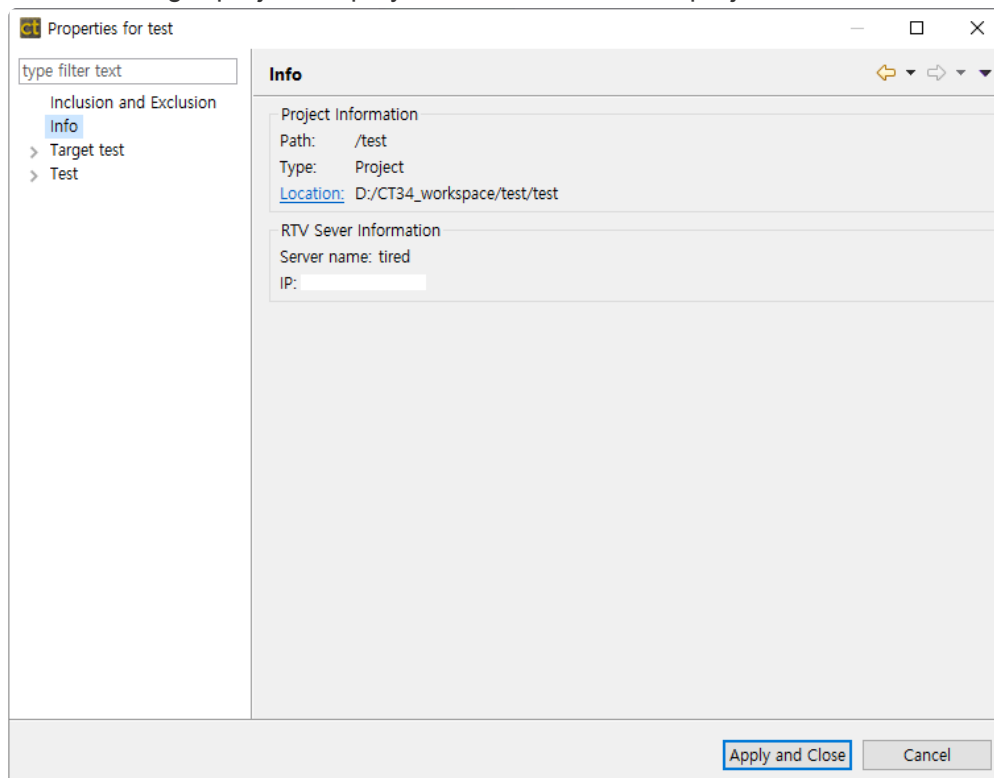 ct Properties for test
type filter text
Inclusion and Exclusion
Info
Target test
Test
Info
Project Information
Path: /test
Type: Project
Location: D:/CT34_workspace/test/test
RTV Sever Information
Server name: tired
IP:
Apply and Close
Cancel